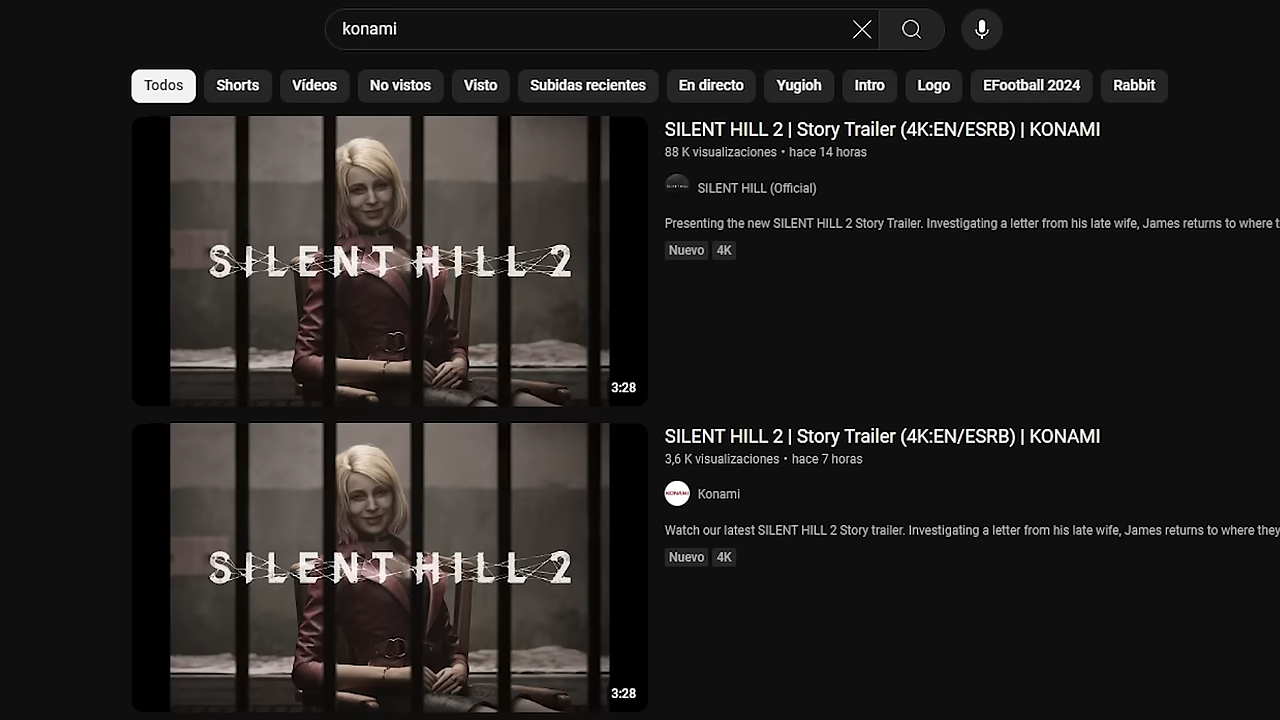 konami
Todos
Shorts
Vídeos
No vistos
Visto
Subidas recientes
En directo
Yugioh
Intro
Logo
EFootball 2024
Rabbit
SILENT HILL 2
3:28
SILENT HILL 2 | Story Trailer (4K:EN/ESRB) | KONAMI
88 K visualizaciones • hace 14 horas
SILENT HILL
SILENT HILL (Official)
Presenting the new SILENT HILL 2 Story Trailer. Investigating a letter from his late wife, James returns to where t
Nuevo 4K
SILENT HILL 2
3:28
SILENT HILL 2 | Story Trailer (4K:EN/ESRB) | KONAMI
3,6 K visualizaciones • hace 7 horas
KONAMI
Konami
Watch our latest SILENT HILL 2 Story trailer. Investigating a letter from his late wife, James returns to where they
Nuevo 4K